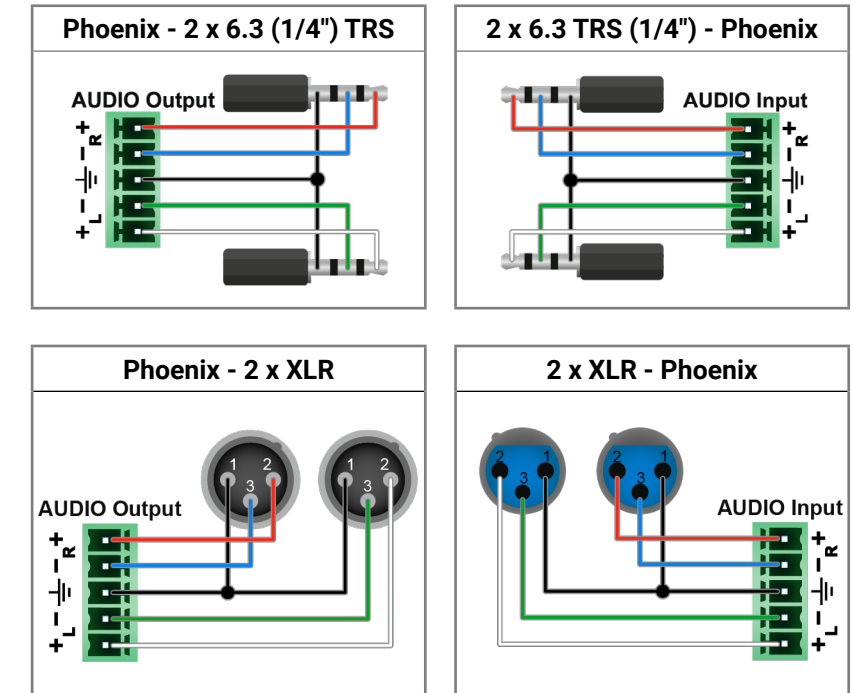 Phoenix - 2 x 6.3 (1/4") TRS
AUDIO Output
+
R
-
-
L
+
2 x 6.3 TRS (1/4") - Phoenix
AUDIO Input
+
R
-
-
L
+
Phoenix - 2 x XLR
1 2
3
1 2
3
AUDIO Output
+
R
-
-
L
+
2 x XLR - Phoenix
2 1
3
2 1
3
AUDIO Input
+
R
-
-
L
+